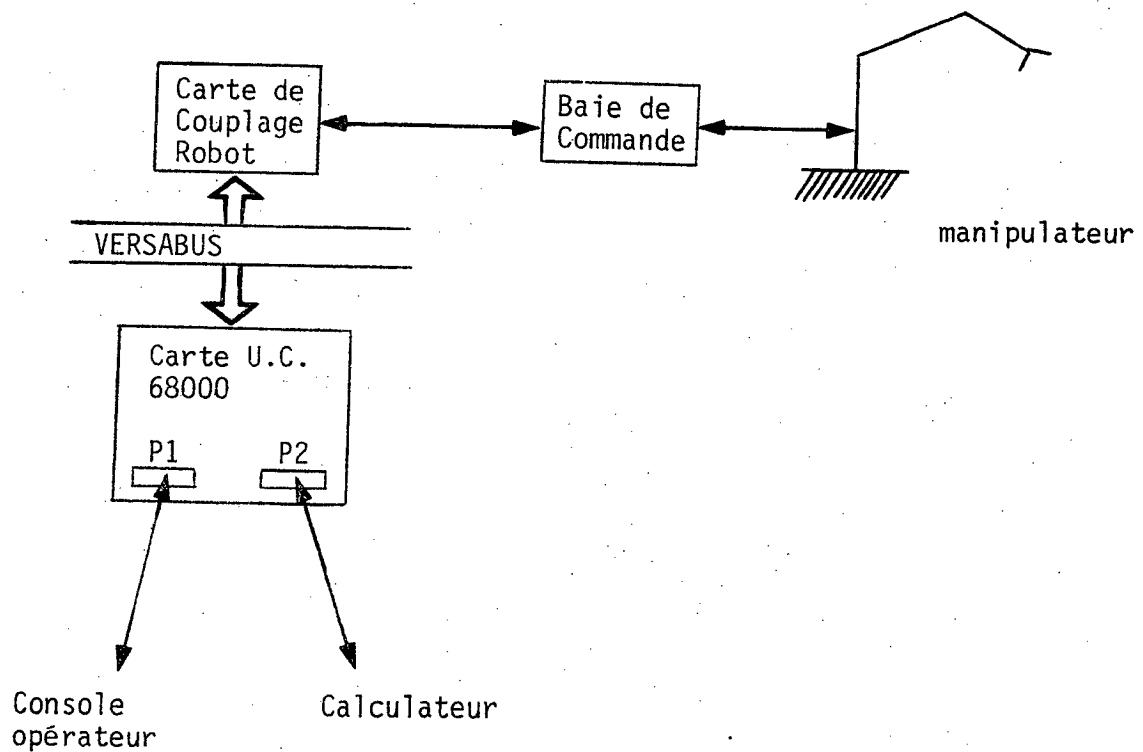 Carte de
Couplage
Robot
Baie de
Commande
manipulateur
VERSABUS
Carte U.C.
68000
P1
P2
Console
opérateur
Calculateur